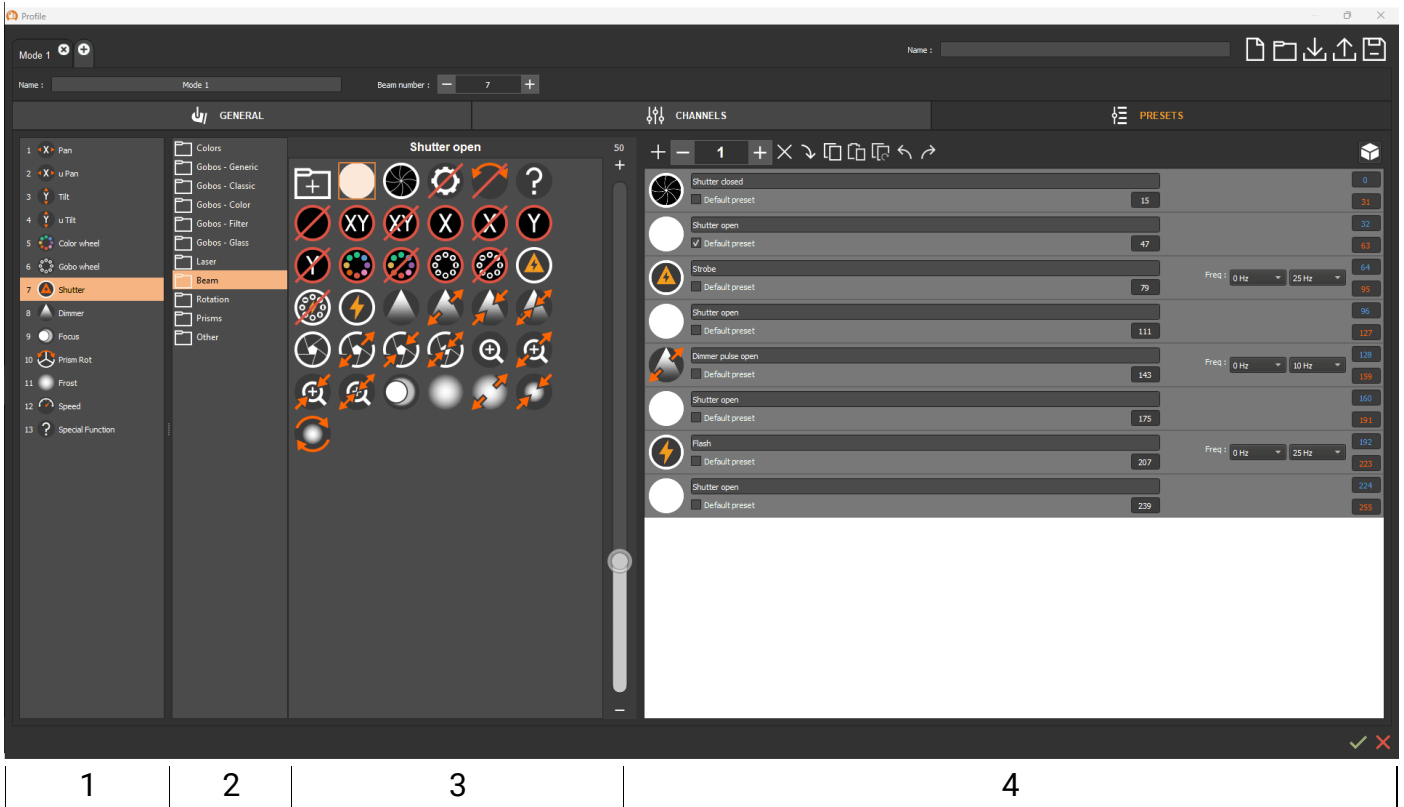 Profile
Mode 1
Name :
Name : Mode 1 Beam number : 7
GENERAL CHANNELS PRESETS
1 X Pan
2 X u Pan
3 Y Tilt
4 Y u Tilt
5 Color wheel
6 Gobo wheel
7 Shutter
8 Dimmer
9 Focus
10 Prism Rot
11 Frost
12 Speed
13 ? Special Function
Colors
Gobos - Generic
Gobos - Classic
Gobos - Color
Gobos - Filter
Gobos - Glass
Laser
Beam
Rotation
Prisms
Other
Shutter open
?
XY XY X X Y
Y
50
+
−
1
Shutter closed 0
Default preset 15 31
Shutter open 32
Default preset 47 63
Strobe 64
Freq : 0 Hz 25 Hz
Default preset 79 95
Shutter open 96
Default preset 111 127
Dimmer pulse open 128
Freq : 0 Hz 10 Hz
Default preset 143 159
Shutter open 160
Default preset 175 191
Flash 192
Freq : 0 Hz 25 Hz
Default preset 207 223
Shutter open 224
Default preset 239 255
1 2 3 4